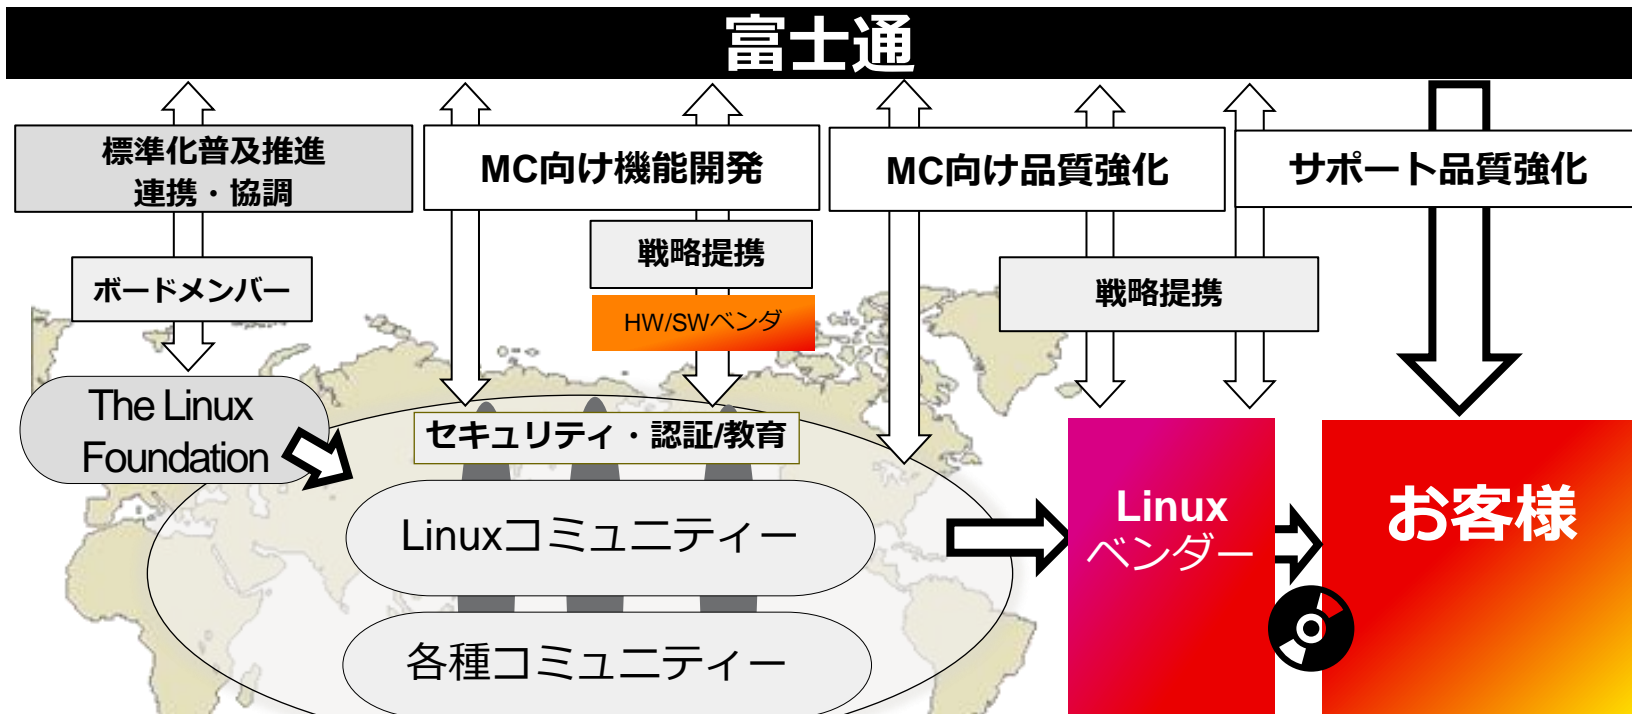 富士通
標準化普及推進
連携・協調
MC向け機能開発
MC向け品質強化
サポート品質強化
戦略提携
ボードメンバー
戦略提携
HW/SWベンダ
The Linux
Foundation
セキュリティ・認証/教育
Linuxコミュニティー
Linux
ベンダー
お客様
各種コミュニティー